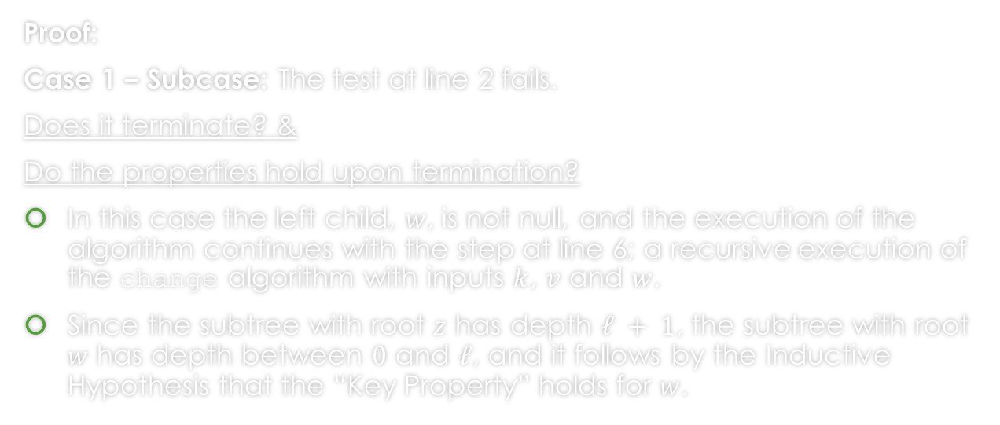 Proof:
Case 1 – Subcase: The test at line 2 fails.
Does it terminate? &
Do the properties hold upon termination?
In this case the left child, w, is not null, and the execution of the
algorithm continues with the step at line 6; a recursive execution of
the change algorithm with inputs k, v and w.
Since the subtree with root z has depth ℓ + 1, the subtree with root
w has depth between 0 and ℓ, and it follows by the Inductive
Hypothesis that the “Key Property” holds for w.